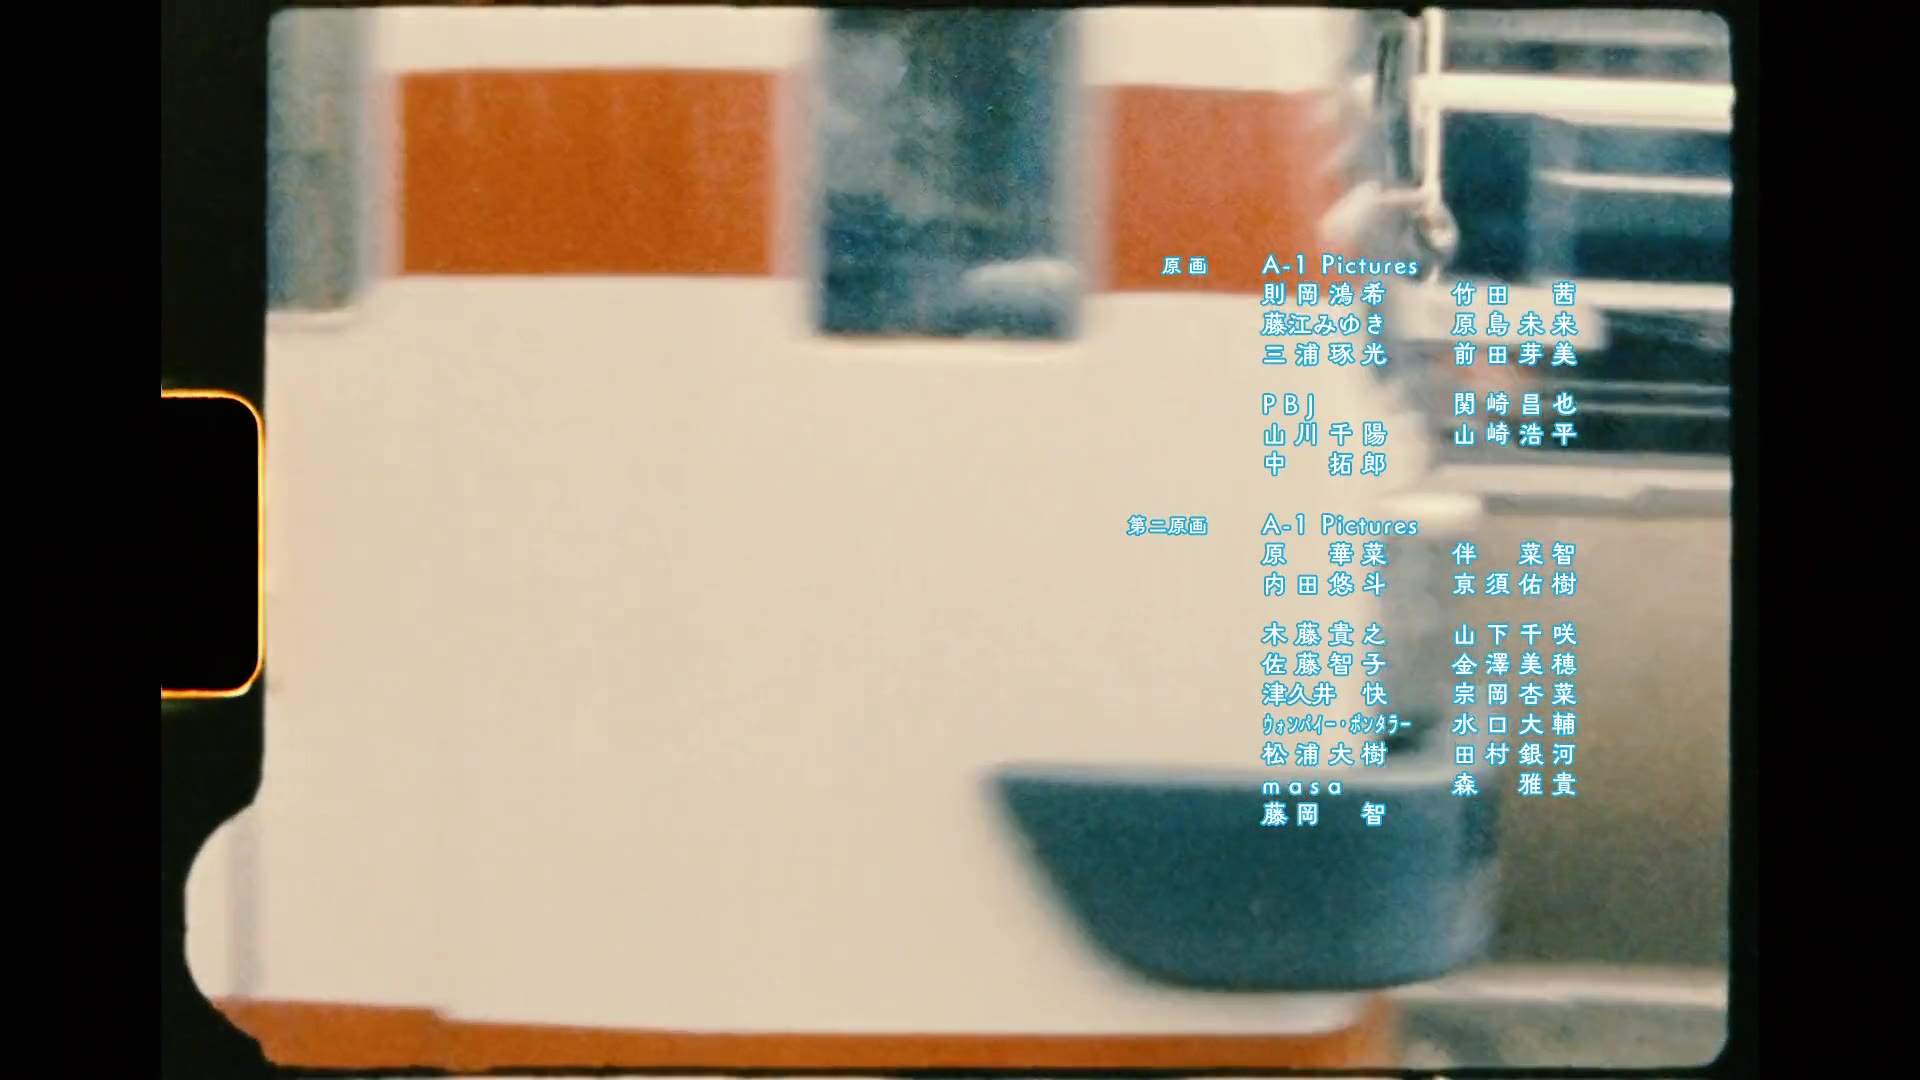 原画 A-1 Pictures
則岡鴻希 竹田 茜
藤江みゆき 原島未来
三浦琢光 前田芽美
PBJ 関崎昌也
山川千陽 山崎浩平
中 拓郎
第二原画 A-1 Pictures
原 華菜 伴 菜智
内田悠斗 亰須佑樹
木藤貴之 山下千咲
佐藤智子 金澤美穂
津久井 快 宗岡杏菜
ウォンパイー・ポンタラー 水口大輔
松浦大樹 田村銀河
masa 森 雅貴
藤岡 智